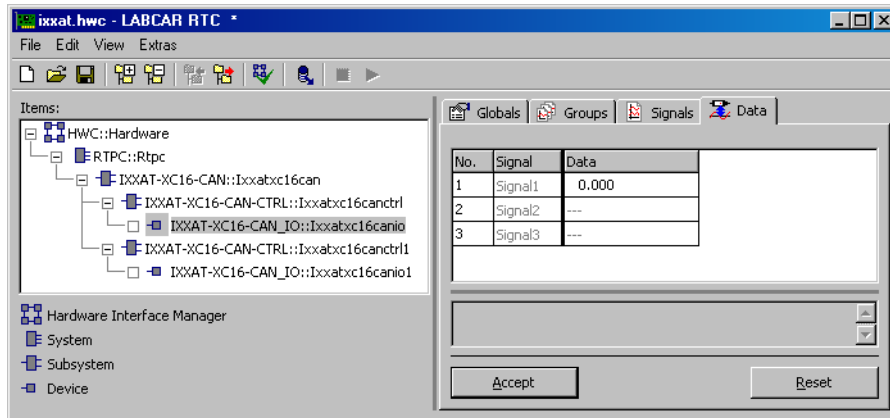 ixxat.hwc - LABCAR RTC *
File Edit View Extras
Items:
HWC::Hardware
RTPC::Rtpc
IXXAT-XC16-CAN::Ixxatxc16can
IXXAT-XC16-CAN-CTRL::Ixxatxc16canctrl
IXXAT-XC16-CAN_IO::Ixxatxc16canio
IXXAT-XC16-CAN-CTRL::Ixxatxc16canctrl1
IXXAT-XC16-CAN_IO::Ixxatxc16canio1
Hardware Interface Manager
System
Subsystem
Device
Globals Groups Signals Data
No. Signal Data
1 Signal1 0.000
2 Signal2 ---
3 Signal3 ---
Accept Reset